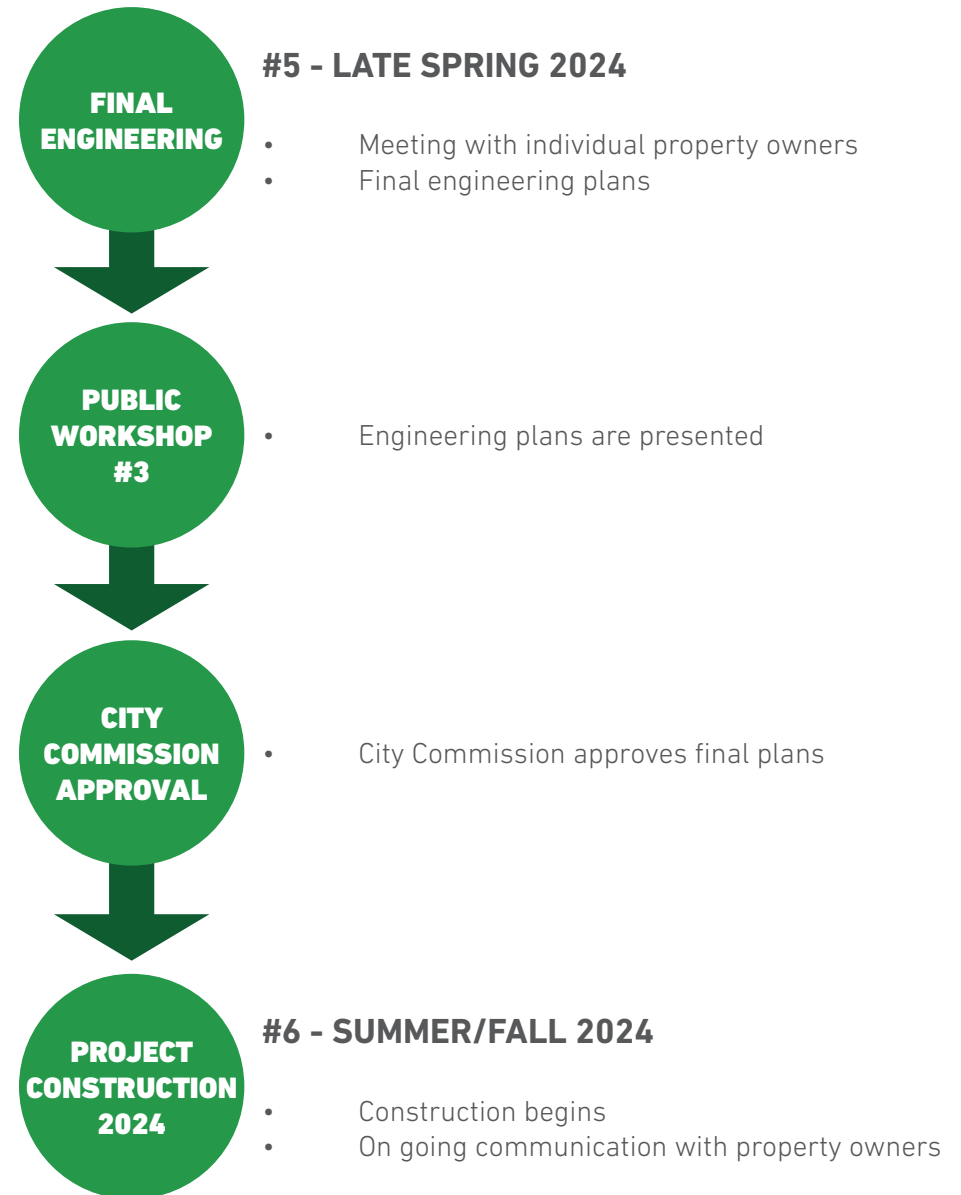 FINAL
ENGINEERING
#5 - LATE SPRING 2024
• Meeting with individual property owners
• Final engineering plans
PUBLIC
WORKSHOP
#3
• Engineering plans are presented
CITY
COMMISSION
APPROVAL
• City Commission approves final plans
PROJECT
CONSTRUCTION
2024
#6 - SUMMER/FALL 2024
• Construction begins
• On going communication with property owners